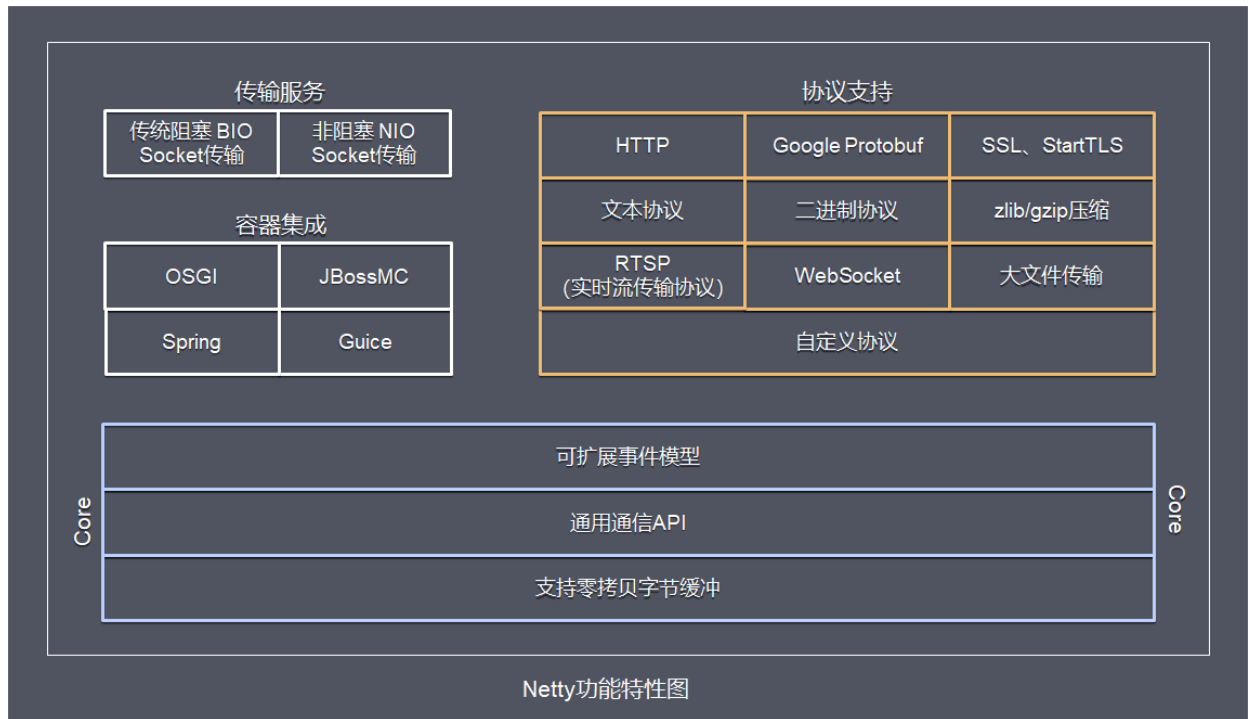 传输服务
传统阻塞 BIO
Socket传输
非阻塞 NIO
Socket传输
容器集成
OSGI
JBossMC
Spring
Guice
协议支持
HTTP
Google Protobuf
SSL、StartTLS
文本协议
二进制协议
zlib/gzip压缩
RTSP
(实时流传输协议)
WebSocket
大文件传输
自定义协议
Core
可扩展事件模型
通用通信API
支持零拷贝字节缓冲
Core
Netty功能特性图